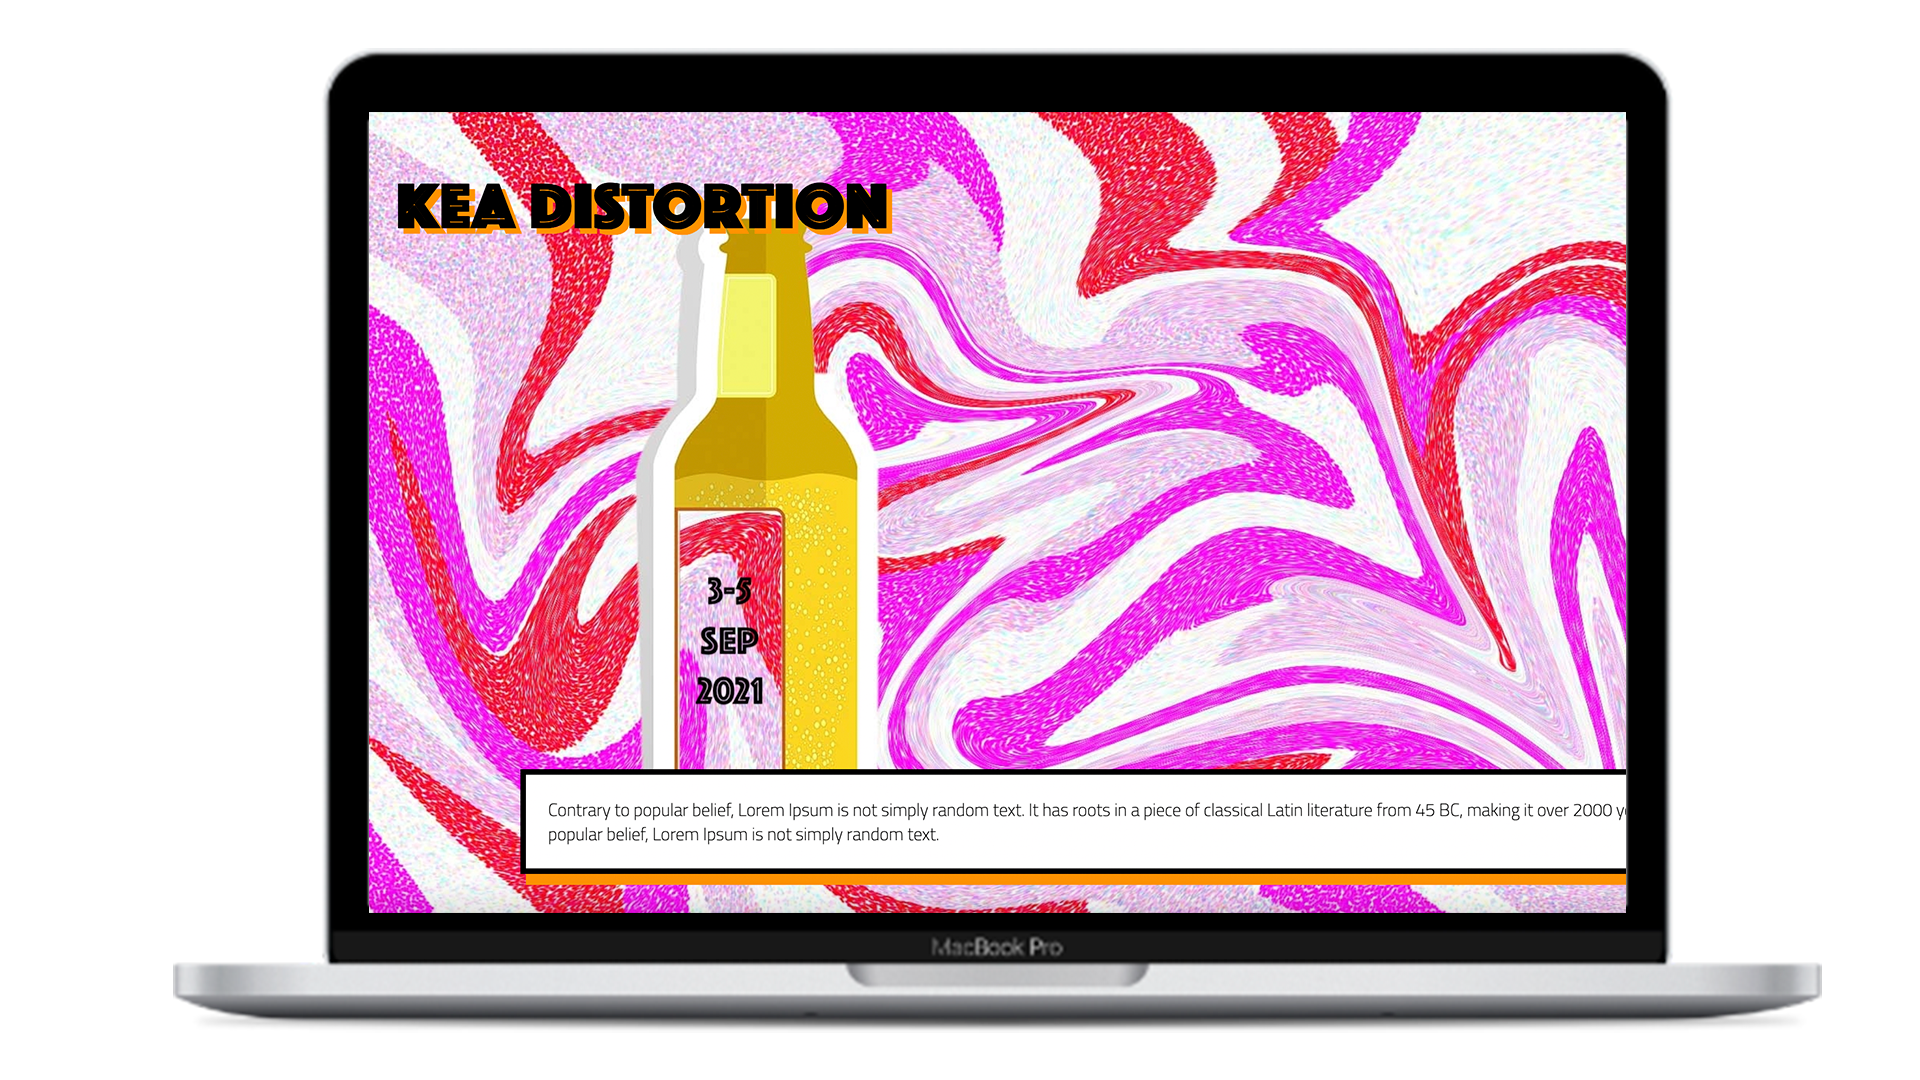 KEA DISTORTION
3-5
SEP
2021
Contrary to popular belief, Lorem Ipsum is not simply random text. It has roots in a piece of classical Latin literature from 45 BC, making it over 2000
popular belief, Lorem Ipsum is not simply random text.
MacBook Pro